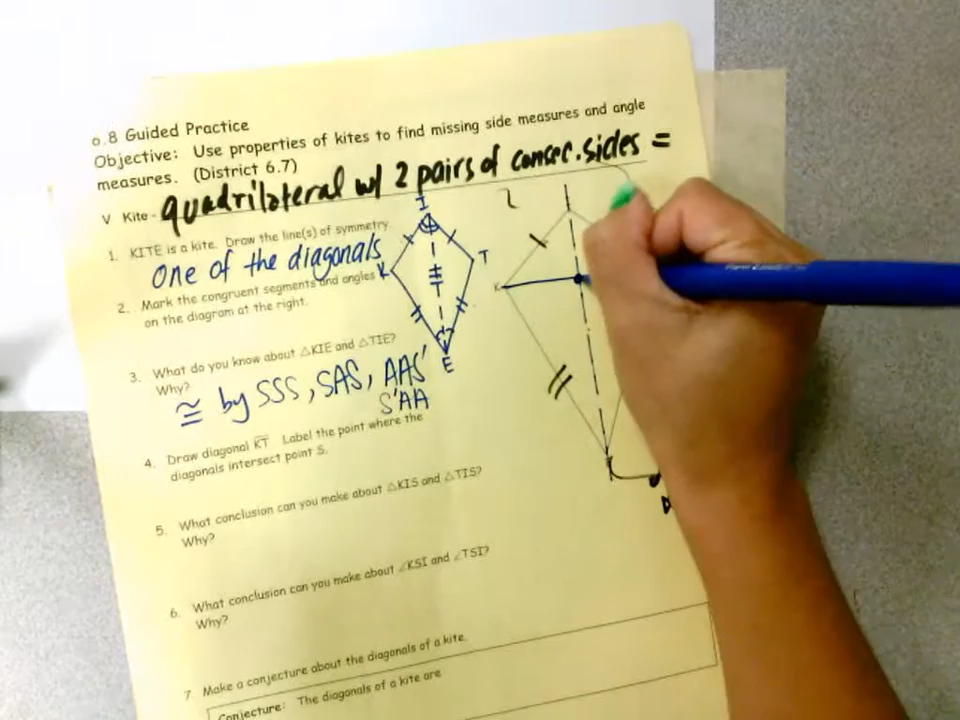 6.8 Guided Practice
Objective: Use properties of kites to find missing side measures and angle
measures. (District 6.7)
V Kite - quadrilateral w/ 2 pairs of consec. sides =
1. KITE is a kite. Draw the line(s) of symmetry
One of the diagonals
2. Mark the congruent segments and angles
on the diagram at the right.
I
K
T
E
K
3. What do you know about △KIE and △TIE?
Why?
≅ by SSS, SAS, AAS'
S'AA
4. Draw diagonal KT Label the point where the
diagonals intersect point S.
5. What conclusion can you make about △KIS and △TIS?
Why?
6. What conclusion can you make about ∠KSI and ∠TSI?
Why?
7. Make a conjecture about the diagonals of a kite.
Conjecture: The diagonals of a kite are